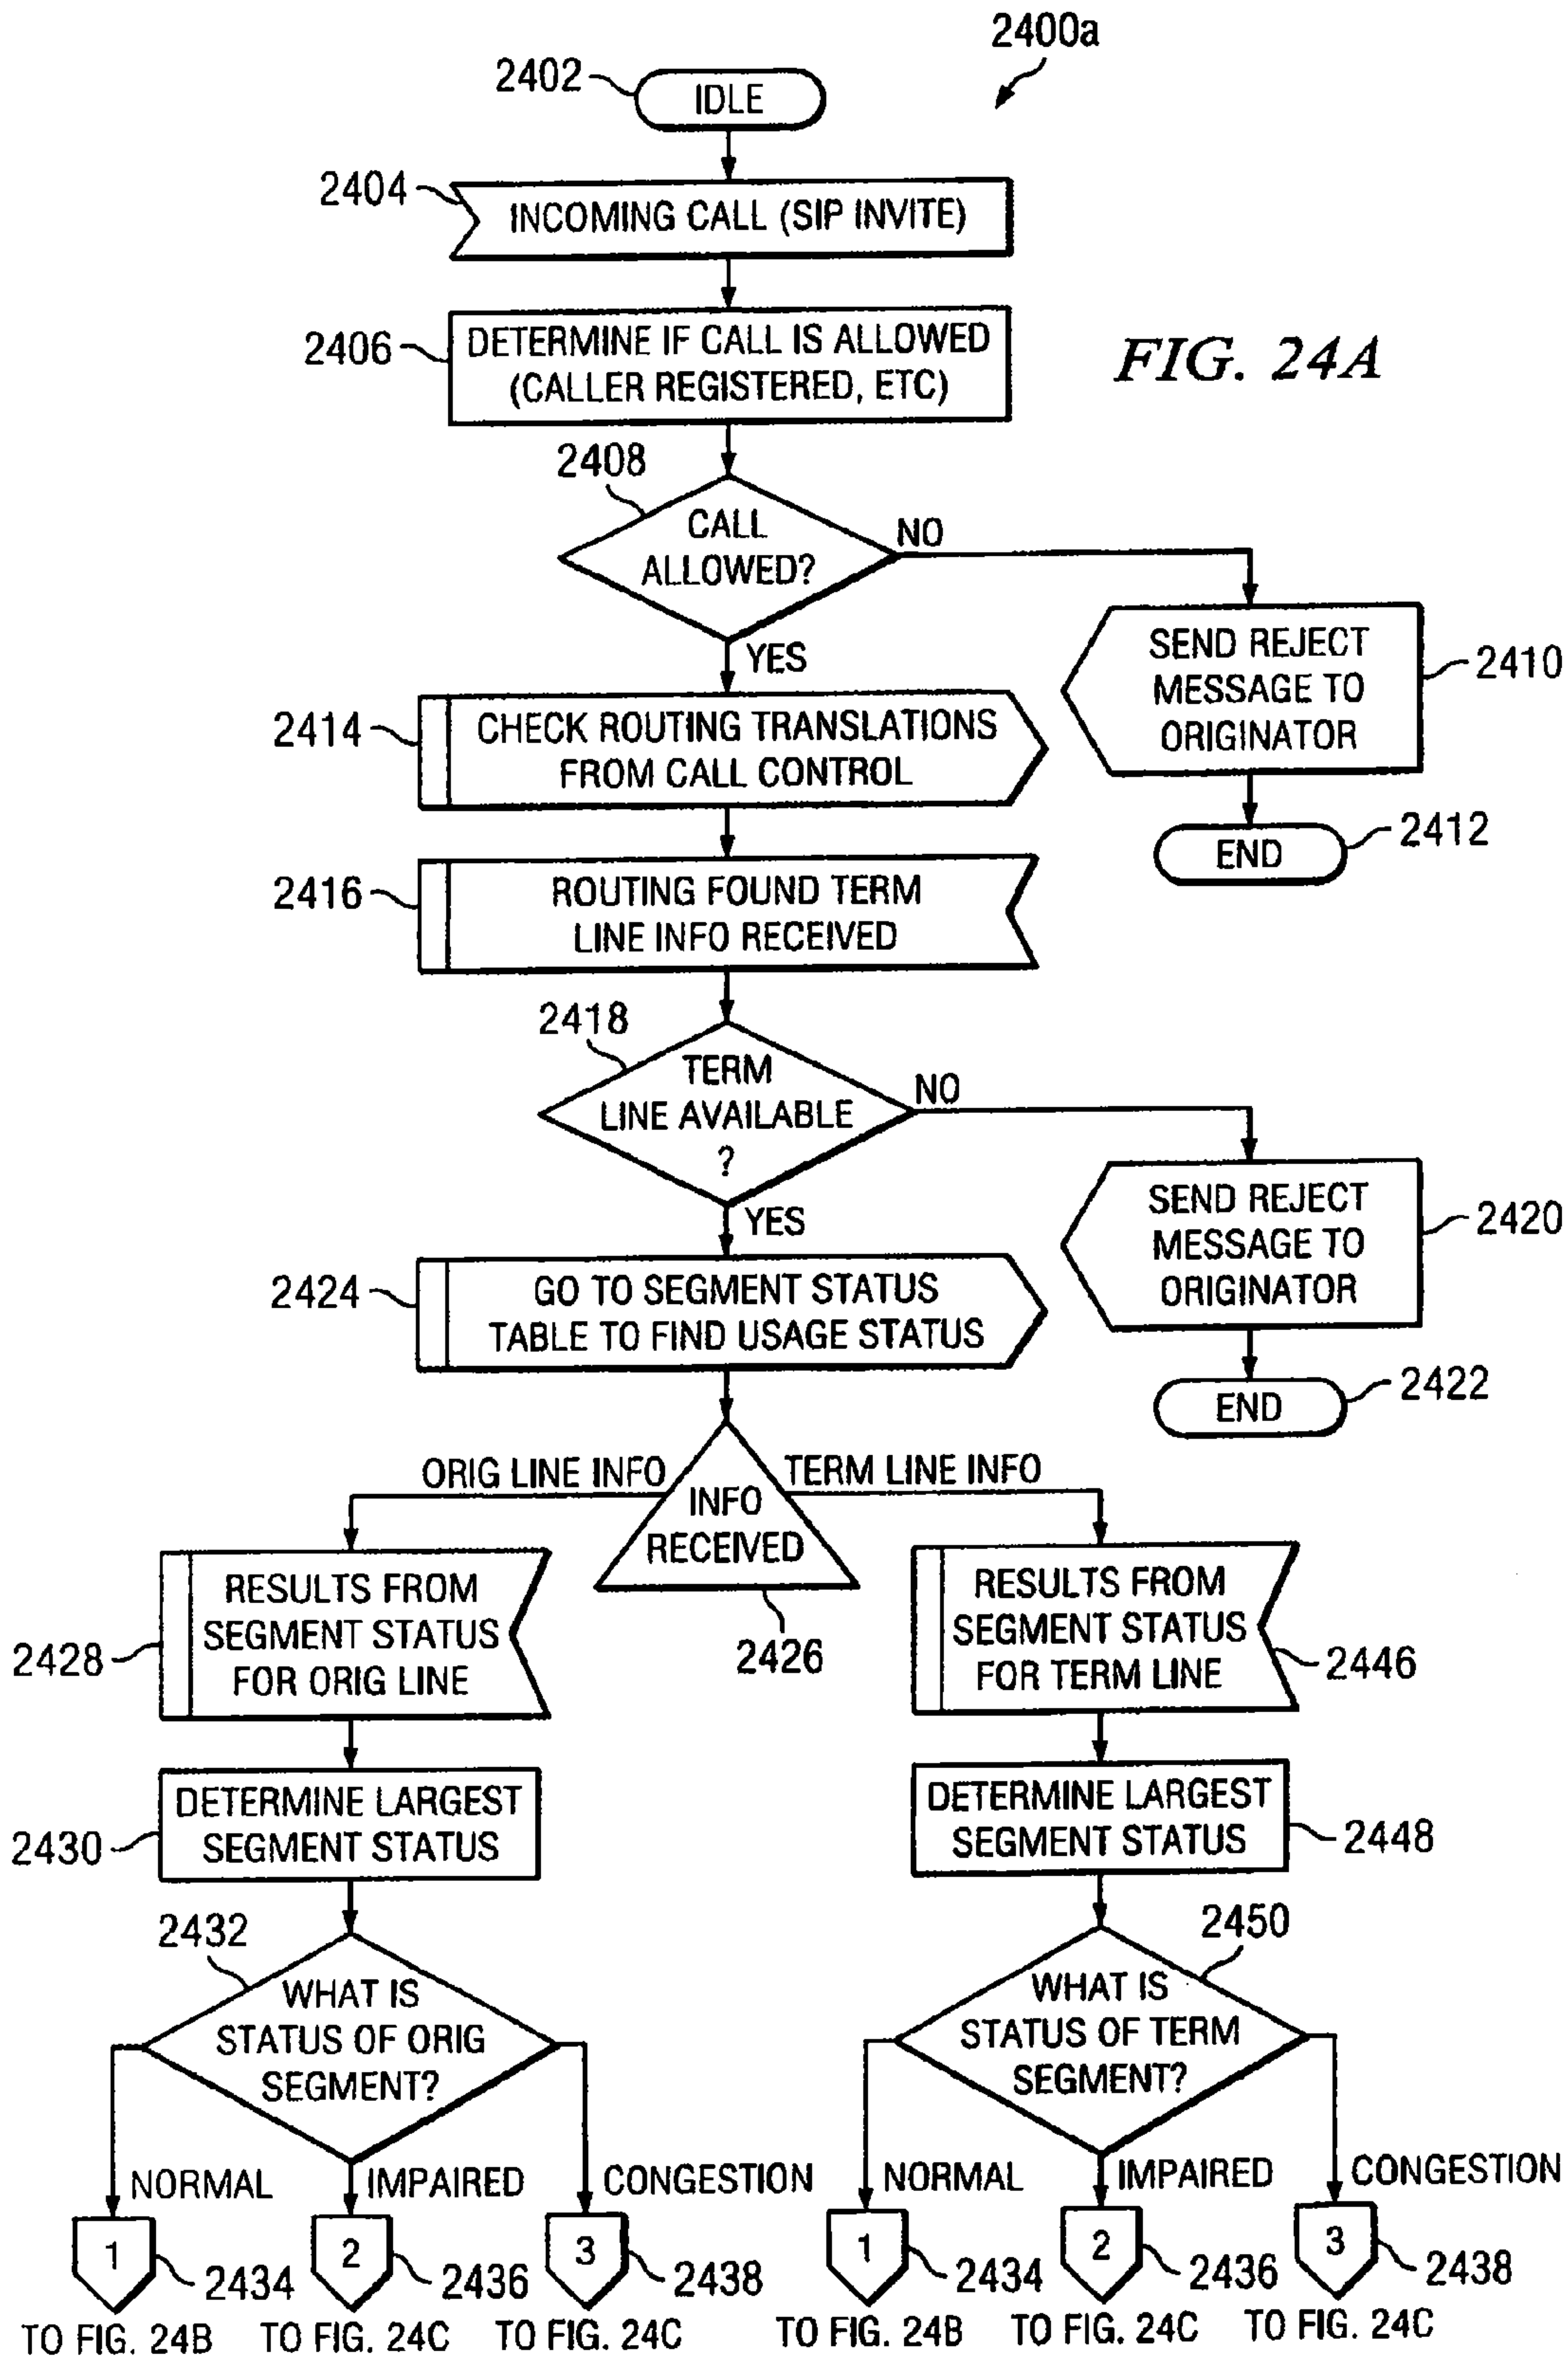 2400a
2402
IDLE
2404
INCOMING CALL (SIP INVITE)
2406
DETERMINE IF CALL IS ALLOWED
(CALLER REGISTERED, ETC)
FIG. 24A
2408
CALL
ALLOWED?
NO
YES
SEND REJECT
MESSAGE TO
ORIGINATOR
2410
2414
CHECK ROUTING TRANSLATIONS
FROM CALL CONTROL
END
2412
2416
ROUTING FOUND TERM
LINE INFO RECEIVED
2418
TERM
LINE AVAILABLE
?
NO
YES
SEND REJECT
MESSAGE TO
ORIGINATOR
2420
2424
GO TO SEGMENT STATUS
TABLE TO FIND USAGE STATUS
END
2422
ORIG LINE INFO
TERM LINE INFO
INFO
RECEIVED
2426
2428
RESULTS FROM
SEGMENT STATUS
FOR ORIG LINE
RESULTS FROM
SEGMENT STATUS
FOR TERM LINE
2446
2430
DETERMINE LARGEST
SEGMENT STATUS
DETERMINE LARGEST
SEGMENT STATUS
2448
2432
WHAT IS
STATUS OF ORIG
SEGMENT?
2450
WHAT IS
STATUS OF TERM
SEGMENT?
NORMAL
IMPAIRED
CONGESTION
NORMAL
IMPAIRED
CONGESTION
1
2434
2
2436
3
2438
1
2434
2
2436
3
2438
TO FIG. 24B
TO FIG. 24C
TO FIG. 24C
TO FIG. 24B
TO FIG. 24C
TO FIG. 24C